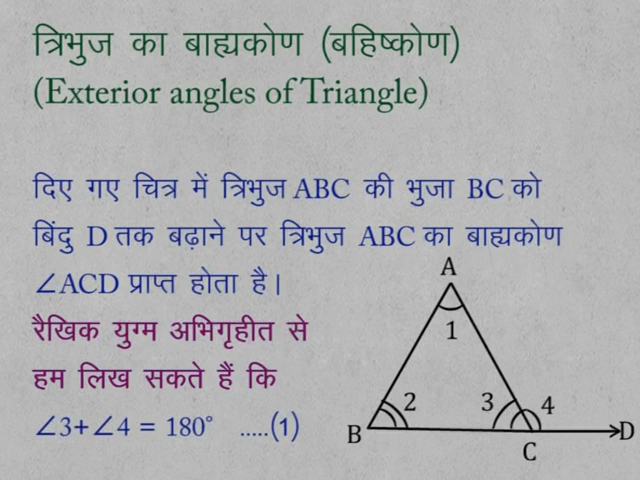 त्रिभुज का बाह्यकोण (बहिष्कोण)
(Exterior angles of Triangle)
दिए गए चित्र में त्रिभुज ABC की भुजा BC को
बिंदु D तक बढ़ाने पर त्रिभुज ABC का बाह्यकोण
∠ACD प्राप्त होता है।
रैखिक युग्म अभिगृहीत से
हम लिख सकते हैं कि
∠3+∠4 = 180° .....(1)
A
1
2 3 4
B C D